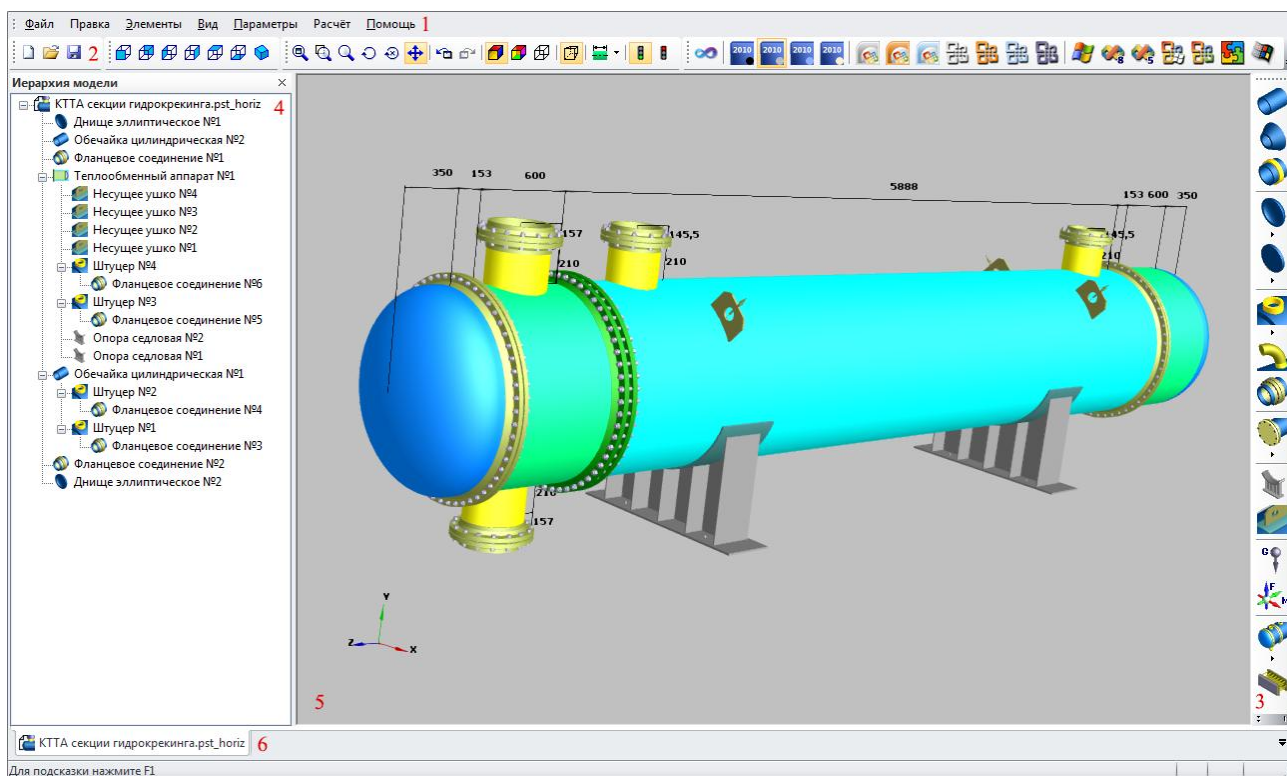 Файл Правка Элементы Вид Параметры Расчёт Помощь 1
2
2010 2010 2010 2010
Иерархия модели
КТТА секции гидрокрекинга.pst_horiz 4
Днище эллиптическое №1
Обечайка цилиндрическая №2
Фланцевое соединение №1
Теплообменный аппарат №1
Несущее ушко №4
Несущее ушко №3
Несущее ушко №2
Несущее ушко №1
Штуцер №4
Фланцевое соединение №6
Штуцер №3
Фланцевое соединение №5
Опора седловая №2
Опора седловая №1
Обечайка цилиндрическая №1
Штуцер №2
Фланцевое соединение №4
Штуцер №1
Фланцевое соединение №3
Фланцевое соединение №2
Днище эллиптическое №2
350 153 600 5888 153 600 350
157 145,5 45,5
210 210 210
210
157
Y
Z X
G
F
M
5
3
КТТА секции гидрокрекинга.pst_horiz 6
Для подсказки нажмите F1